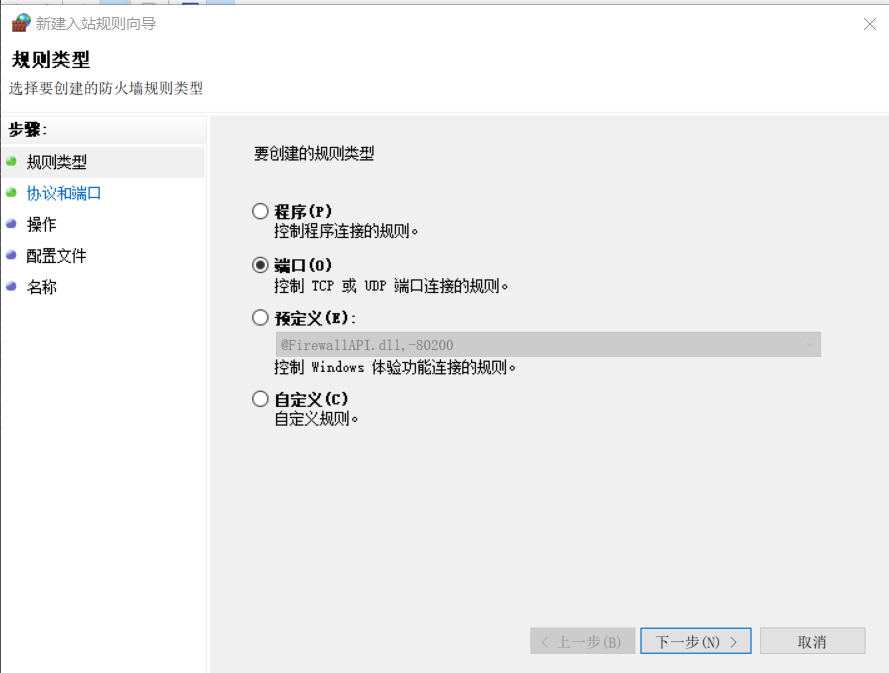 新建入站规则向导
规则类型
选择要创建的防火墙规则类型
步骤:
规则类型
协议和端口
操作
配置文件
名称
要创建的规则类型
程序(P)
控制程序连接的规则。
端口(O)
控制 TCP 或 UDP 端口连接的规则。
预定义(E):
@FirewallAPI.dll,-80200
控制 Windows 体验功能连接的规则。
自定义(C)
自定义规则。
< 上一步(B)
下一步(N) >
取消